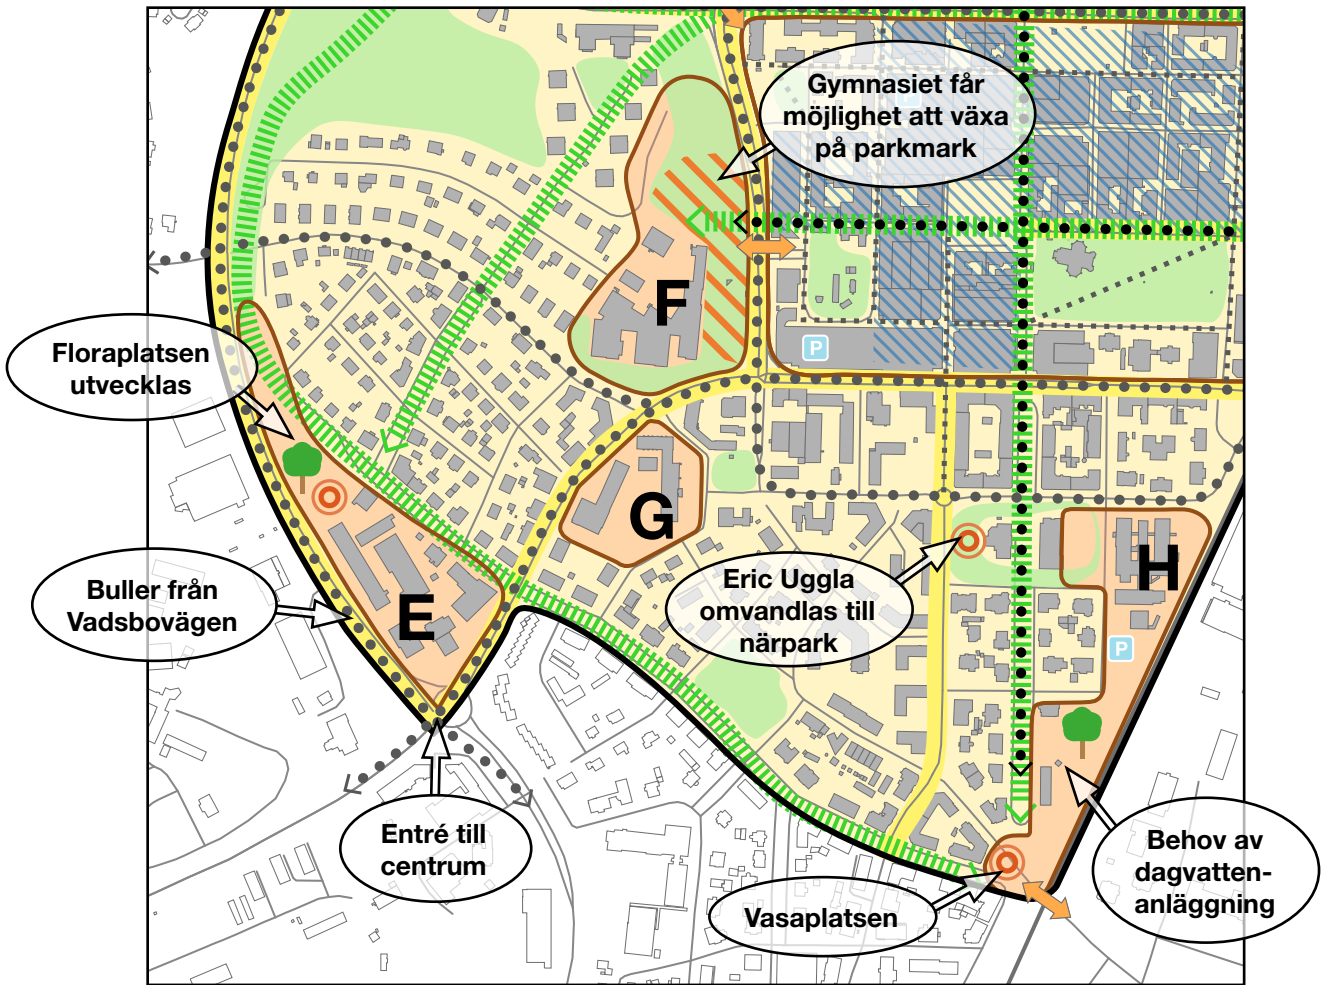 Gymnasiet får
möjlighet att växa
på parkmark
F
P
Floraplatsen
utvecklas
G
E
H
Buller från
Vadsbovägen
Eric Uggla
omvandlas till
närpark
P
Entré till
centrum
Vasaplatsen
Behov av
dagvatten-
anläggning